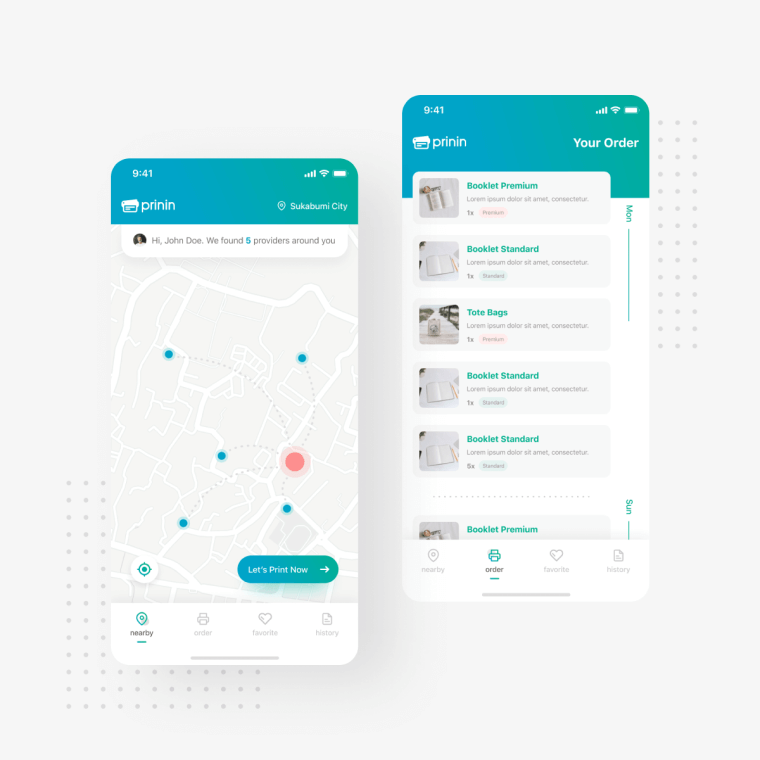 9:41
prinin
Sukabumi City
Hi, John Doe. We found 5 providers around you
Let's Print Now
nearby
order
favorite
history
9:41
prinin
Your Order
Mon
Booklet Premium
Lorem ipsum dolor sit amet, consectetur.
1x Premium
Booklet Standard
Lorem ipsum dolor sit amet, consectetur.
1x Standard
Tote Bags
Lorem ipsum dolor sit amet, consectetur.
1x Premium
Booklet Standard
Lorem ipsum dolor sit amet, consectetur.
1x Standard
Booklet Standard
Lorem ipsum dolor sit amet, consectetur.
5x Standard
Sun
Booklet Premium
nearby
order
favorite
history